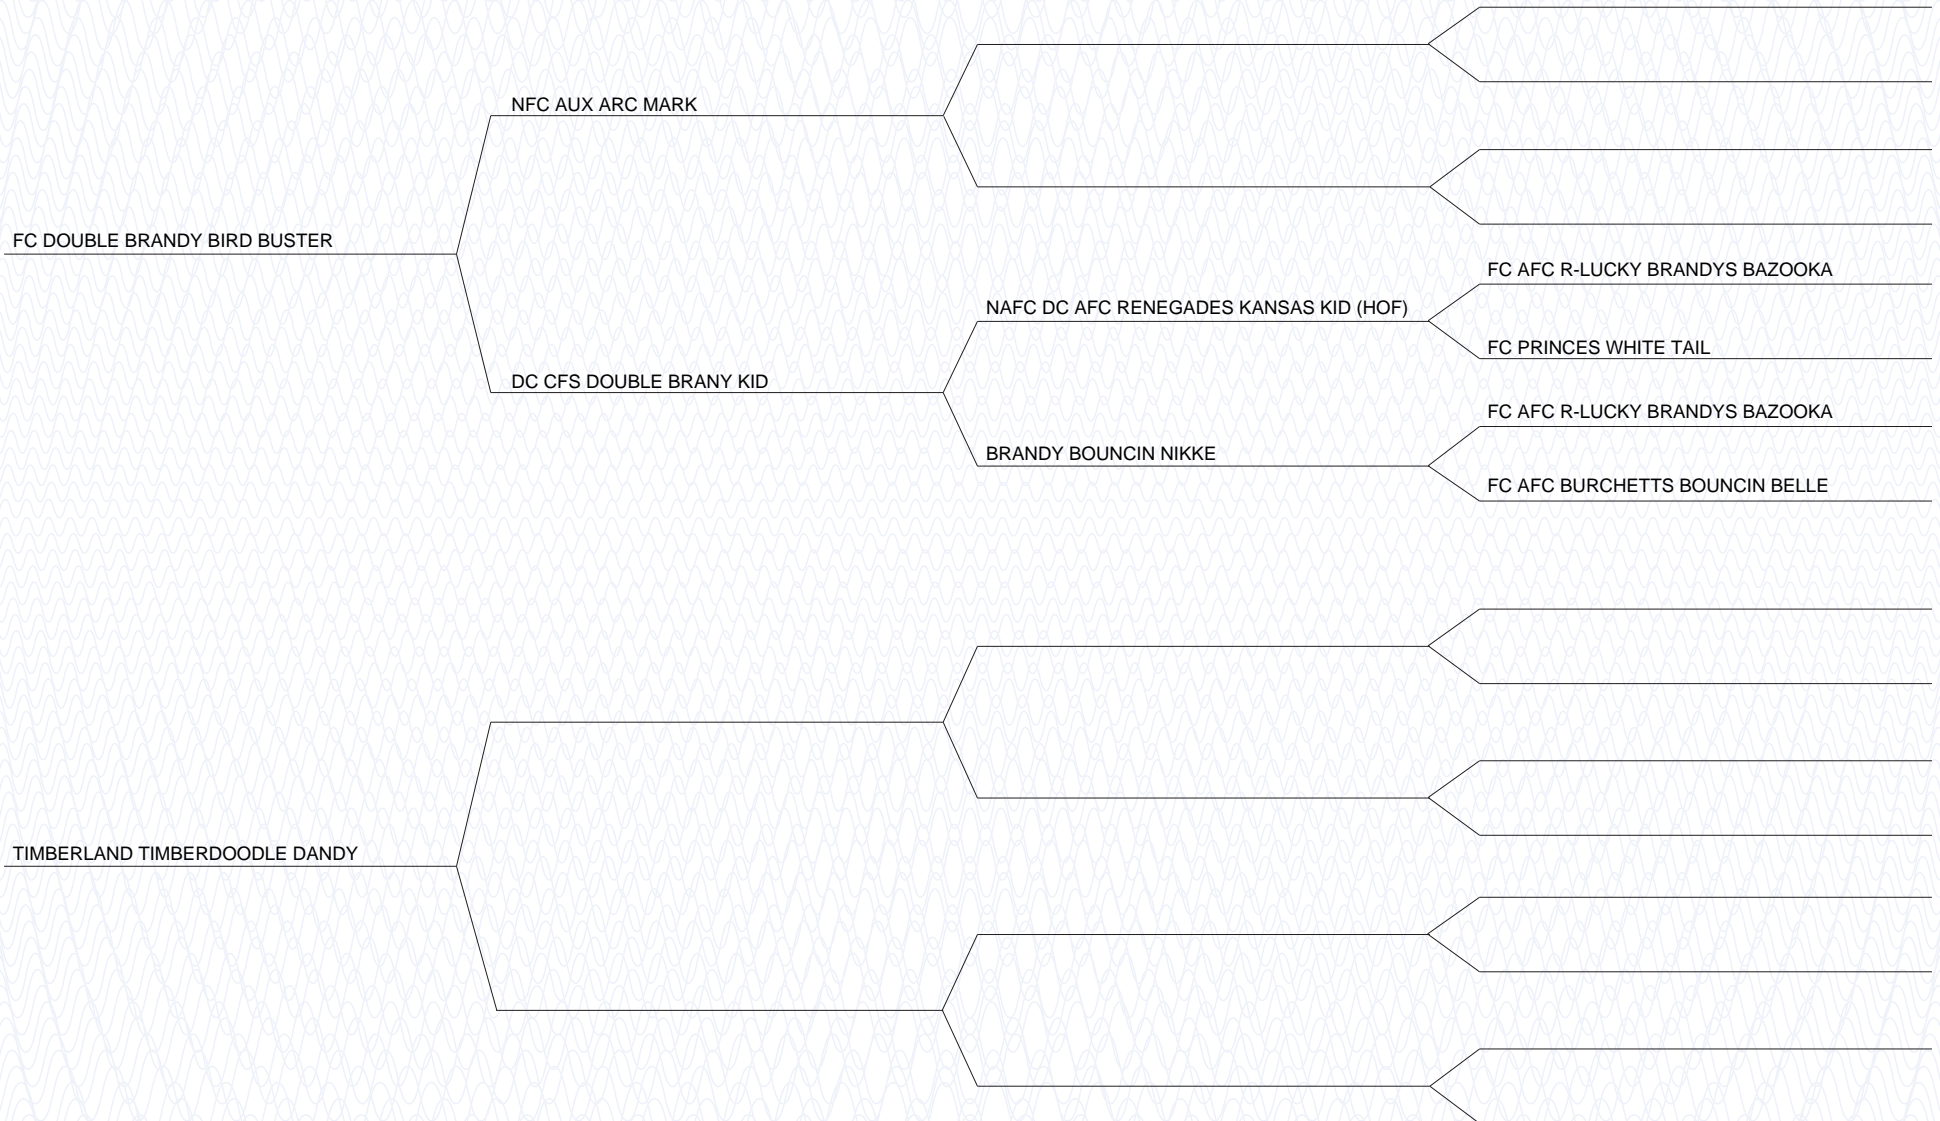 NFC AUX ARC MARK
FC DOUBLE BRANDY BIRD BUSTER
FC AFC R-LUCKY BRANDYS BAZOOKA
NAFC DC AFC RENEGADES KANSAS KID (HOF)
FC PRINCES WHITE TAIL
DC CFS DOUBLE BRANY KID
FC AFC R-LUCKY BRANDYS BAZOOKA
BRANDY BOUNCIN NIKKE
FC AFC BURCHETTS BOUNCIN BELLE
TIMBERLAND TIMBERDOODLE DANDY